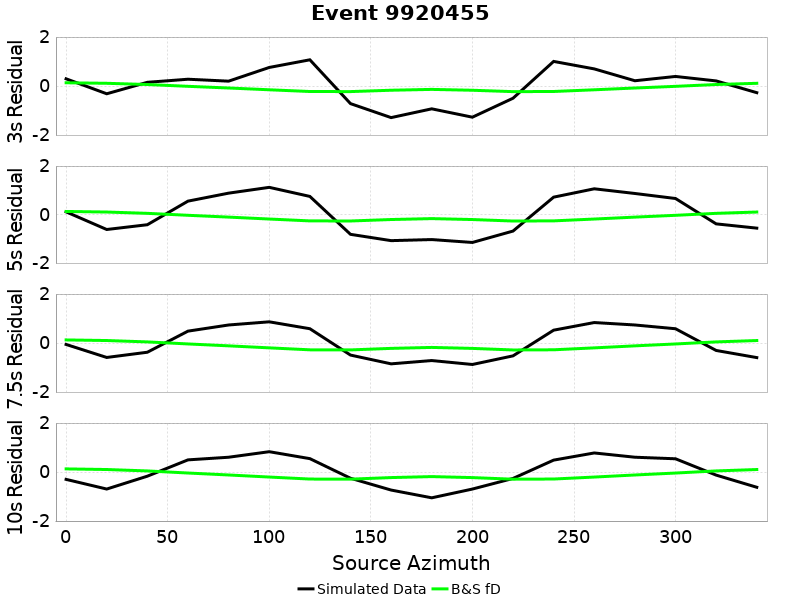 Event 9920455
3s Residual
2
0
-2
5s Residual
2
0
-2
7.5s Residual
2
0
-2
10s Residual
2
0
-2
0 50 100 150 200 250 300
Source Azimuth
Simulated Data B&S fD